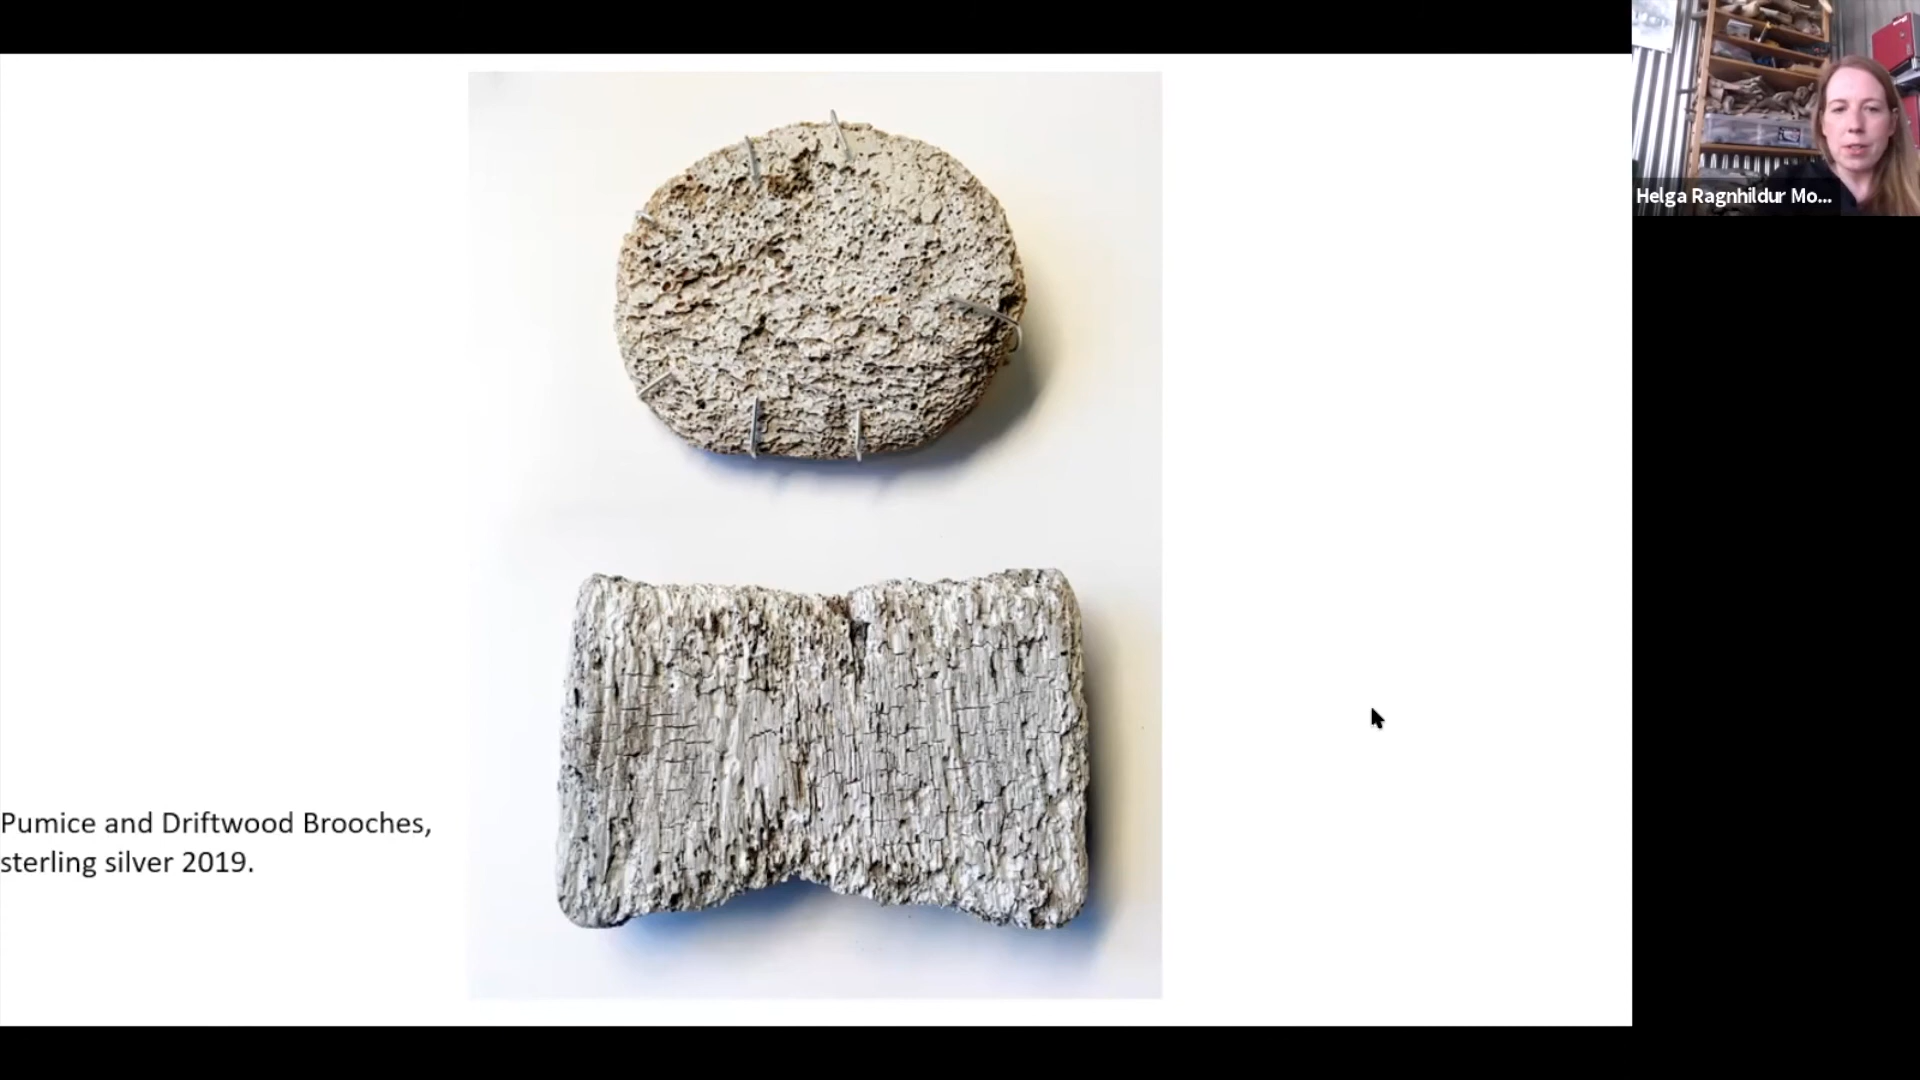 Helga Ragnhildur Mo...
Pumice and Driftwood Brooches,
sterling silver 2019.